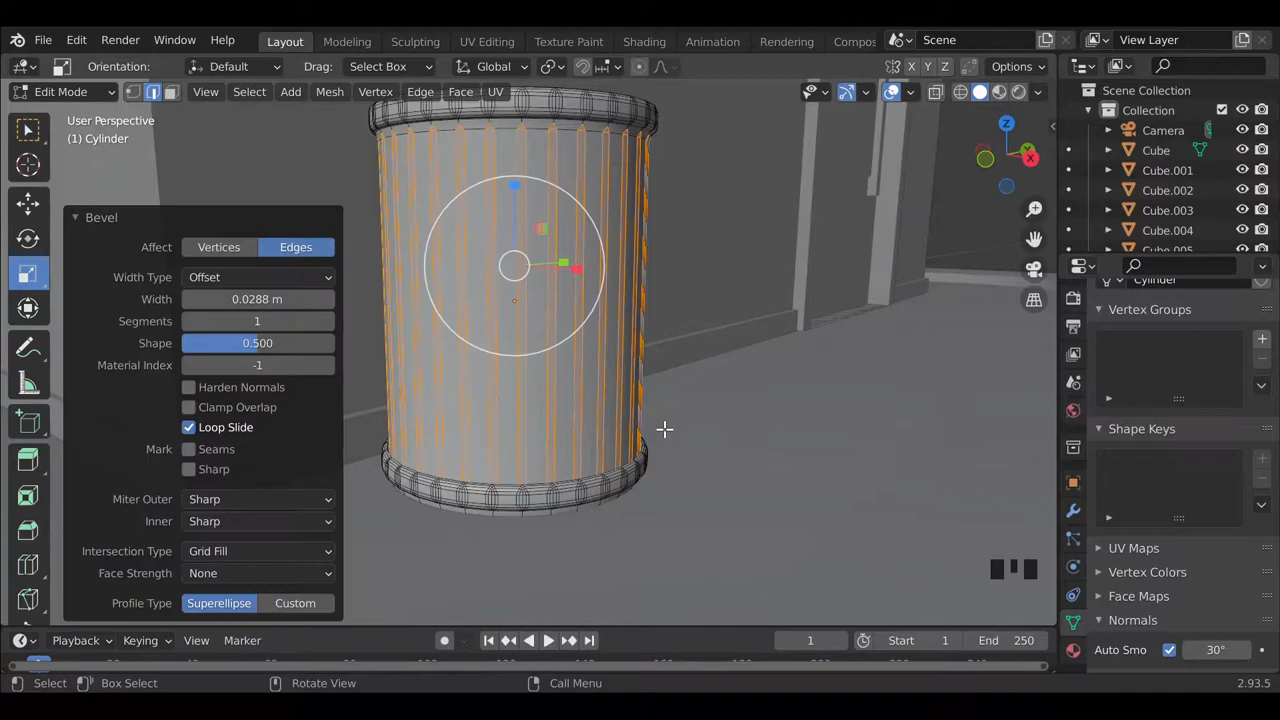 File Edit Render Window Help Layout Modeling Sculpting UV Editing Texture Paint Shading Animation Rendering Compos Scene View Layer
Orientation: Default Drag: Select Box Global X Y Z Options
Edit Mode View Select Add Mesh Vertex Edge Face UV
User Perspective
(1) Cylinder
Bevel
Affect Vertices Edges
Width Type Offset
Width 0.0288 m
Segments 1
Shape 0.500
Material Index -1
Harden Normals
Clamp Overlap
Loop Slide
Mark Seams
Sharp
Miter Outer Sharp
Inner Sharp
Intersection Type Grid Fill
Face Strength None
Profile Type Superellipse Custom
Z
Y
X
Scene Collection
Collection
Camera
Cube
Cube.001
Cube.002
Cube.003
Cube.004
Cube.005
Cylinder
Vertex Groups
Shape Keys
UV Maps
Vertex Colors
Face Maps
Normals
Auto Smo 30°
Playback Keying View Marker 1 Start 1 End 250
Select Box Select Rotate View Call Menu 2.93.5